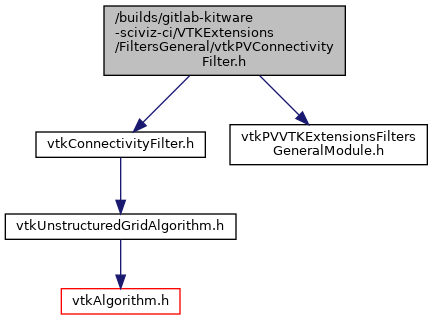 /builds/gitlab-kitware
-sciviz-ci/VTKExtensions
/FiltersGeneral/vtkPVConnectivity
Filter.h
vtkConnectivityFilter.h
vtkPVVTKExtensionsFilters
GeneralModule.h
vtkUnstructuredGridAlgorithm.h
vtkAlgorithm.h